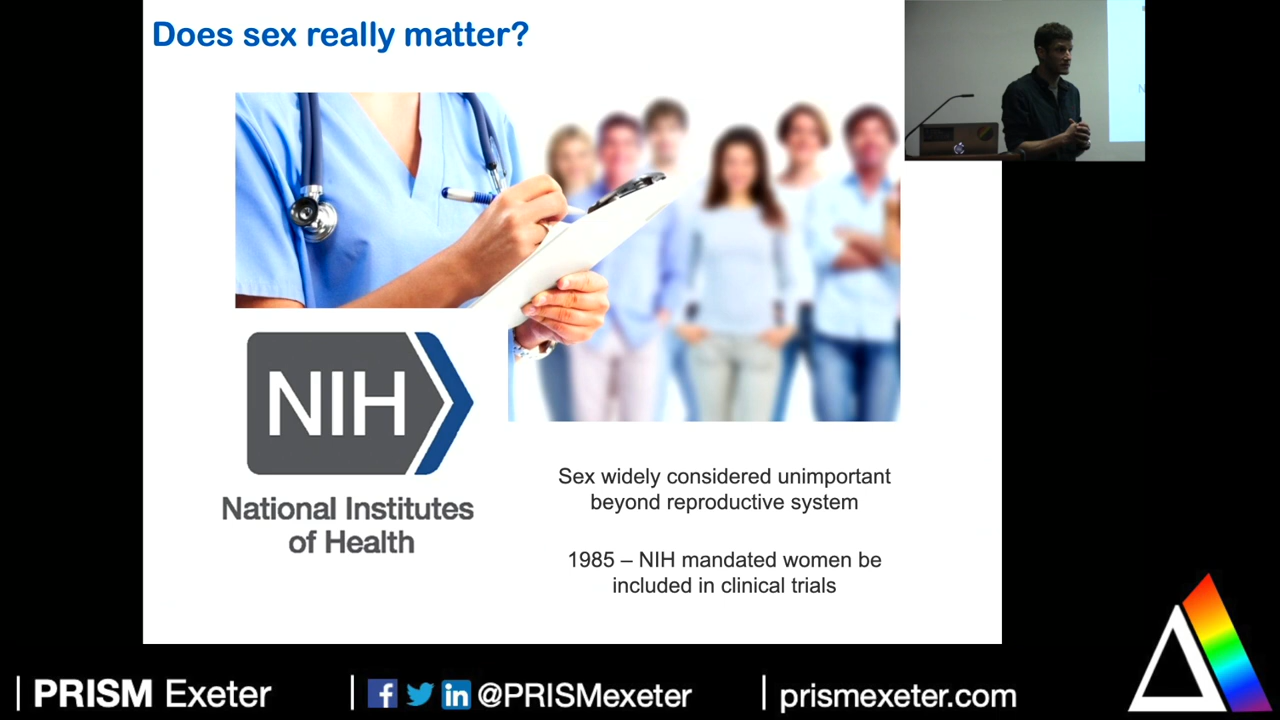 Does sex really matter?
NIH
National Institutes
of Health
Sex widely considered unimportant
beyond reproductive system
1985 – NIH mandated women be
included in clinical trials
| PRISM Exeter | @PRISMexeter | prismexeter.com